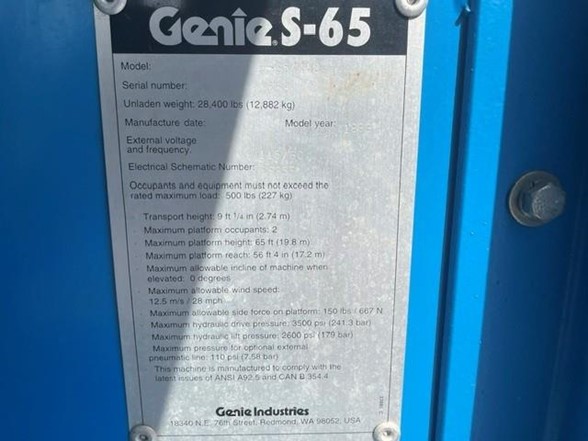 Genie S-65
Model:
Serial number:
Unladen weight: 28,400 lbs (12,882 kg)
Manufacture date: Model year:
External voltage
and frequency:
Electrical Schematic Number:
Occupants and equipment must not exceed the
rated maximum load: 500 lbs (227 kg)
Transport height: 9 ft 1/4 in (2.74 m)
Maximum platform occupants: 2
Maximum platform height: 65 ft (19.8 m)
Maximum platform reach: 56 ft 4 in (17.2 m)
Maximum allowable incline of machine when
elevated: 0 degrees
Maximum allowable wind speed:
12.5 m/s / 28 mph
Maximum allowable side force on platform: 150 lbs / 667 N
Maximum hydraulic drive pressure: 3500 psi (241.3 bar)
Maximum hydraulic lift pressure: 2600 psi (179 bar)
Maximum pressure for optional external
pneumatic line: 110 psi (7.58 bar)
This machine is manufactured to comply with the
latest issues of ANSI A92.5 and CAN B 354.4
Genie Industries
18340 N.E. 76th Street, Redmond, WA 98052, USA